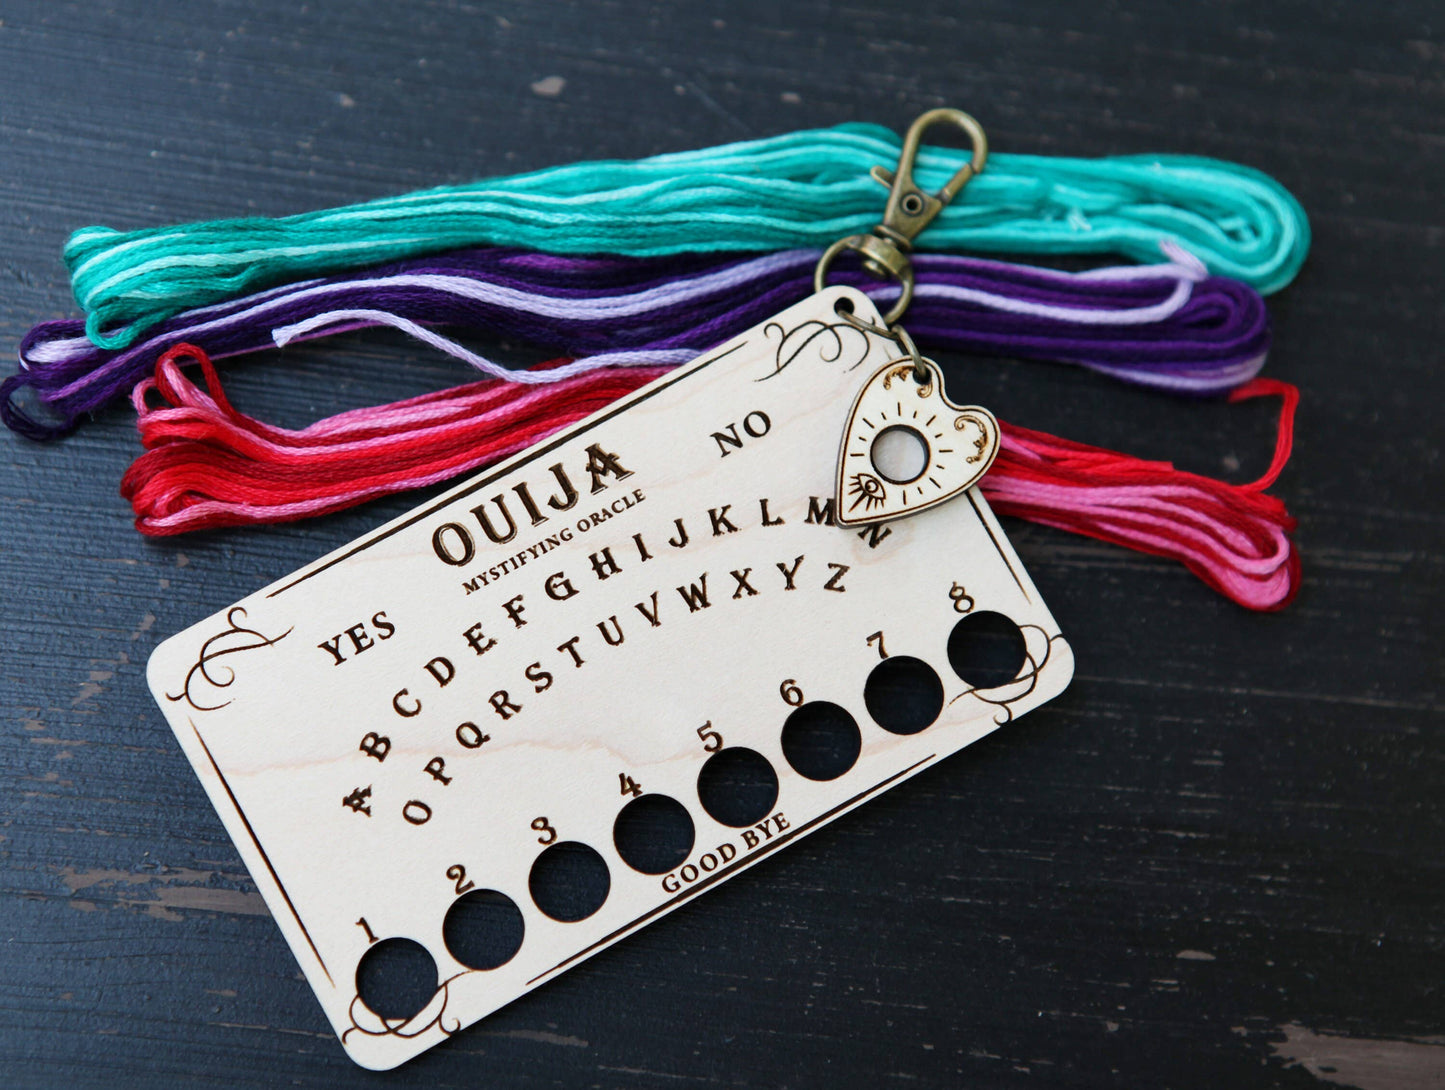 OUIJA
MYSTIFYING ORACLE
YES NO
A B C D E F G H I J K L M N
O P Q R S T U V W X Y Z
1 2 3 4 5 6 7 8
GOOD BYE